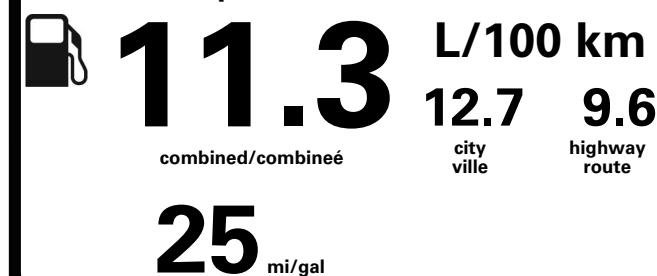 11.3 L/100 km
12.7 9.6
combined/combineé
city highway
ville route
25 mi/gal